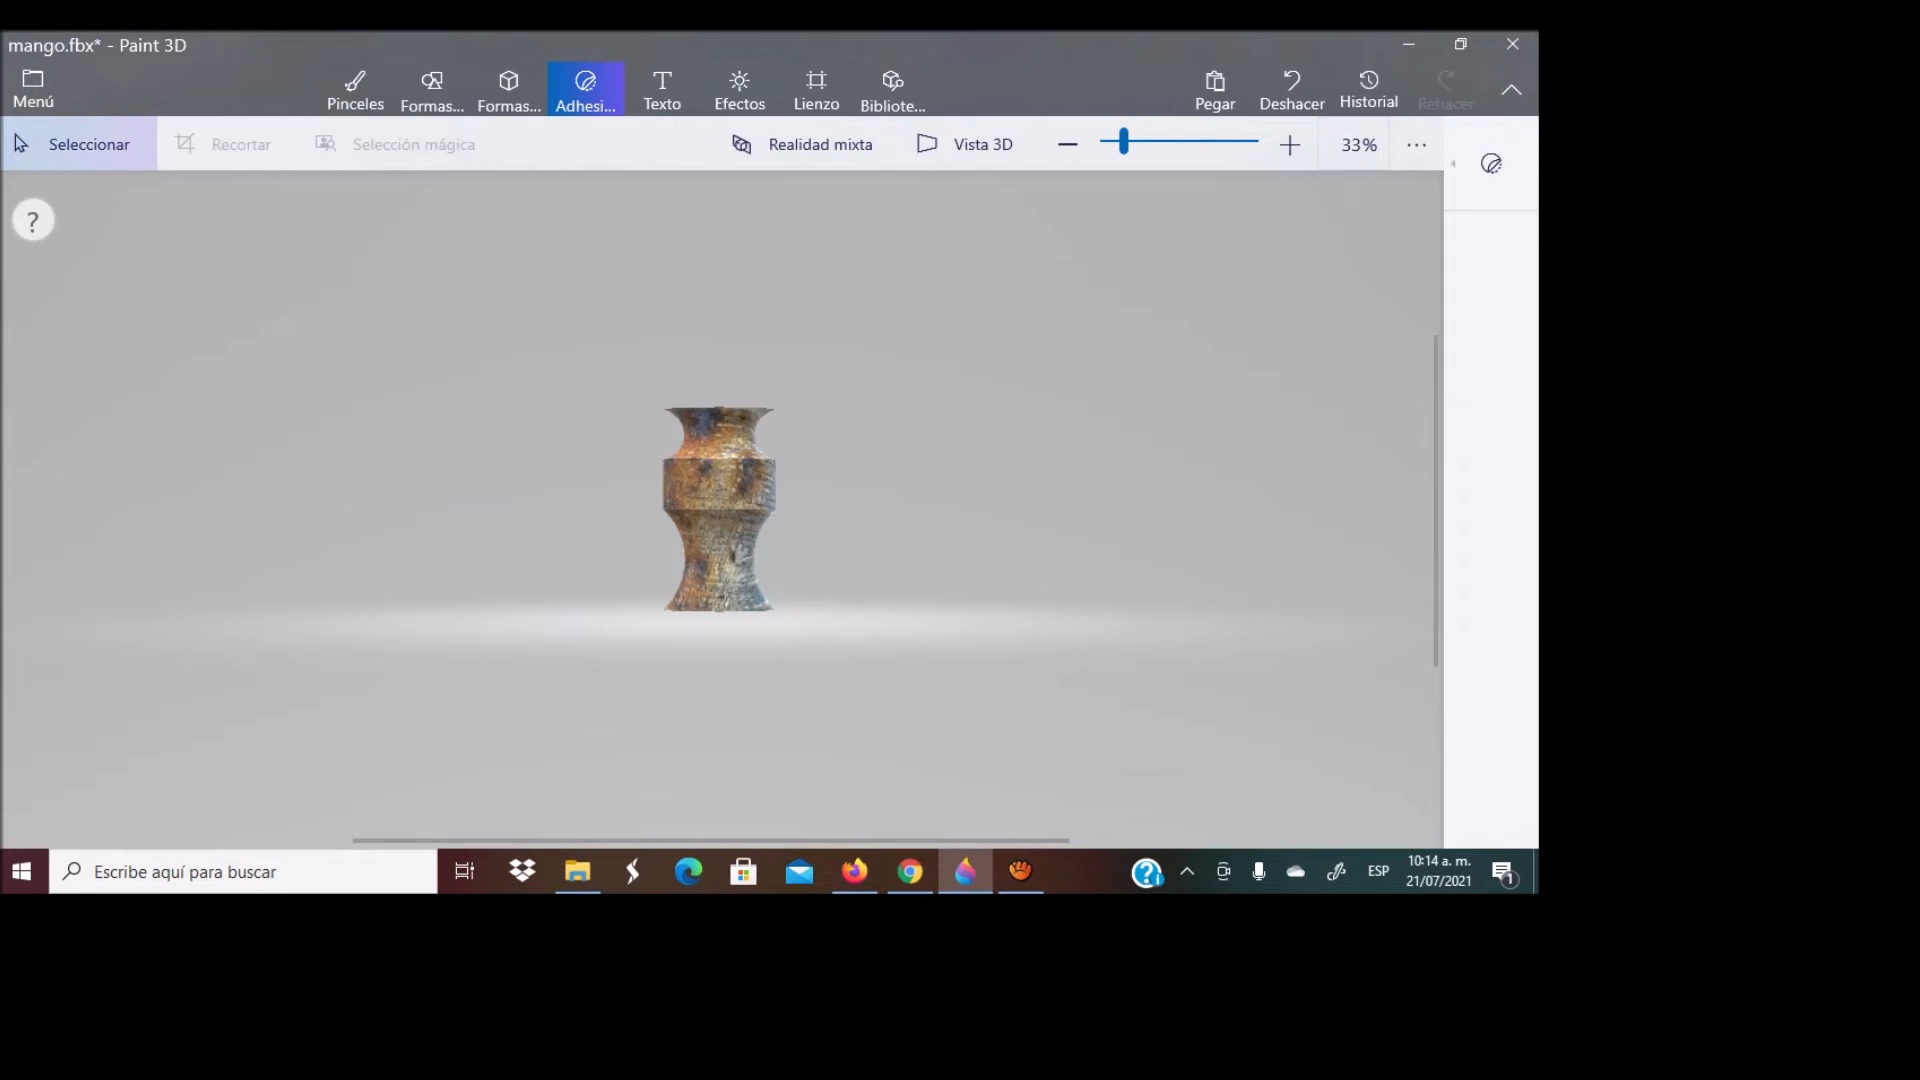 mango.fbx* - Paint 3D
Menú
Pinceles
Formas...
Formas...
Adhesi...
Texto
Efectos
Lienzo
Bibliote...
Pegar
Deshacer
Historial
Rehacer
Seleccionar
Recortar
Selección mágica
Realidad mixta
Vista 3D
33%
?
Escribe aquí para buscar
ESP
10:14 a. m.
21/07/2021
1